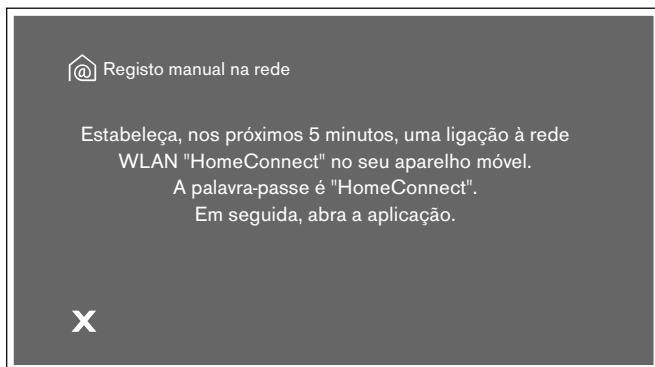 @ Registo manual na rede
Estabeleça, nos próximos 5 minutos, uma ligação à rede
WLAN "HomeConnect" no seu aparelho móvel.
A palavra-passe é "HomeConnect".
Em seguida, abra a aplicação.
X